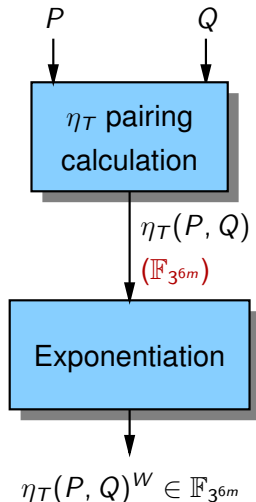 P Q
η_T pairing
calculation
η_T(P, Q)
(𝔽_{3^{6m}})
Exponentiation
η_T(P, Q)^W ∈ 𝔽_{3^{6m}}